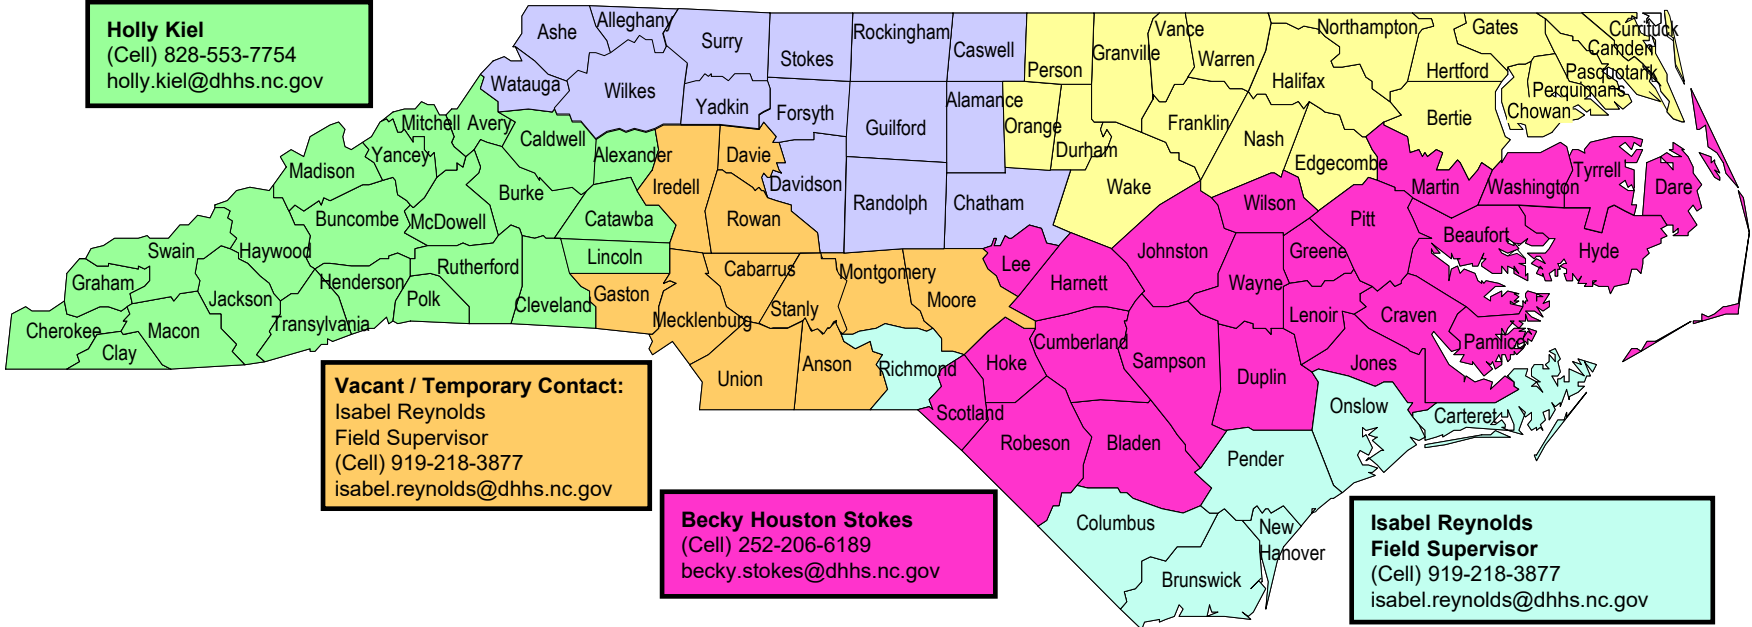 Holly Kiel
(Cell) 828-553-7754
holly.kiel@dhhs.nc.gov
Ashe
Alleghany
Surry
Stokes
Rockingham
Caswell
Person
Granville
Vance
Warren
Northampton
Gates
Currituck
Camden
Pasquotank
Perquimans
Chowan
Hertford
Halifax
Bertie
Watauga
Wilkes
Yadkin
Forsyth
Guilford
Alamance
Orange
Durham
Franklin
Nash
Edgecombe
Mitchell
Avery
Caldwell
Alexander
Davie
Iredell
Davidson
Randolph
Chatham
Wake
Wilson
Martin
Washington
Tyrrell
Dare
Madison
Yancey
Burke
Catawba
Rowan
Buncombe
McDowell
Pitt
Beaufort
Hyde
Swain
Haywood
Lincoln
Cabarrus
Montgomery
Lee
Johnston
Greene
Graham
Jackson
Henderson
Rutherford
Polk
Cleveland
Gaston
Mecklenburg
Stanly
Moore
Harnett
Wayne
Lenoir
Craven
Pamlico
Cherokee
Macon
Clay
Transylvania
Union
Anson
Richmond
Hoke
Cumberland
Sampson
Duplin
Jones
Onslow
Carteret
Scotland
Robeson
Bladen
Pender
Columbus
New
Hanover
Brunswick
Vacant / Temporary Contact:
Isabel Reynolds
Field Supervisor
(Cell) 919-218-3877
isabel.reynolds@dhhs.nc.gov
Becky Houston Stokes
(Cell) 252-206-6189
becky.stokes@dhhs.nc.gov
Isabel Reynolds
Field Supervisor
(Cell) 919-218-3877
isabel.reynolds@dhhs.nc.gov